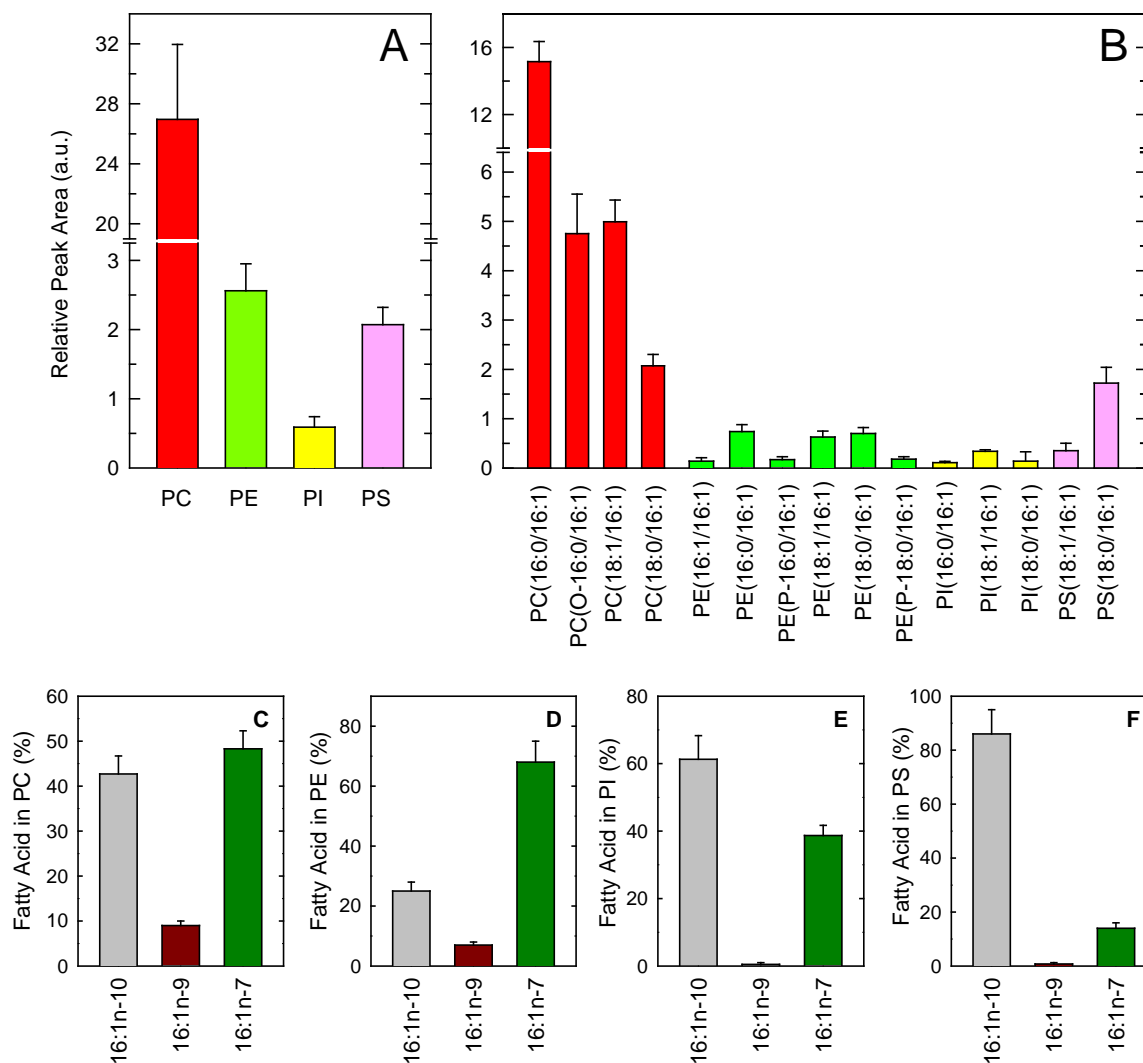 A
Relative Peak Area (a.u.)
32
28
24
20
3
2
1
0
PC PE PI PS
B
16
12
6
5
4
3
2
1
0
PC(16:0/16:1)
PC(O-16:0/16:1)
PC(18:1/16:1)
PC(18:0/16:1)
PE(16:1/16:1)
PE(16:0/16:1)
PE(P-16:0/16:1)
PE(18:1/16:1)
PE(18:0/16:1)
PE(P-18:0/16:1)
PI(16:0/16:1)
PI(18:1/16:1)
PI(18:0/16:1)
PS(18:1/16:1)
PS(18:0/16:1)
C
Fatty Acid in PC (%)
60
50
40
30
20
10
0
16:1n-10
16:1n-9
16:1n-7
D
Fatty Acid in PE (%)
80
60
40
20
0
16:1n-10
16:1n-9
16:1n-7
E
Fatty Acid in PI (%)
80
60
40
20
0
16:1n-10
16:1n-9
16:1n-7
F
Fatty Acid in PS (%)
100
80
60
40
20
0
16:1n-10
16:1n-9
16:1n-7